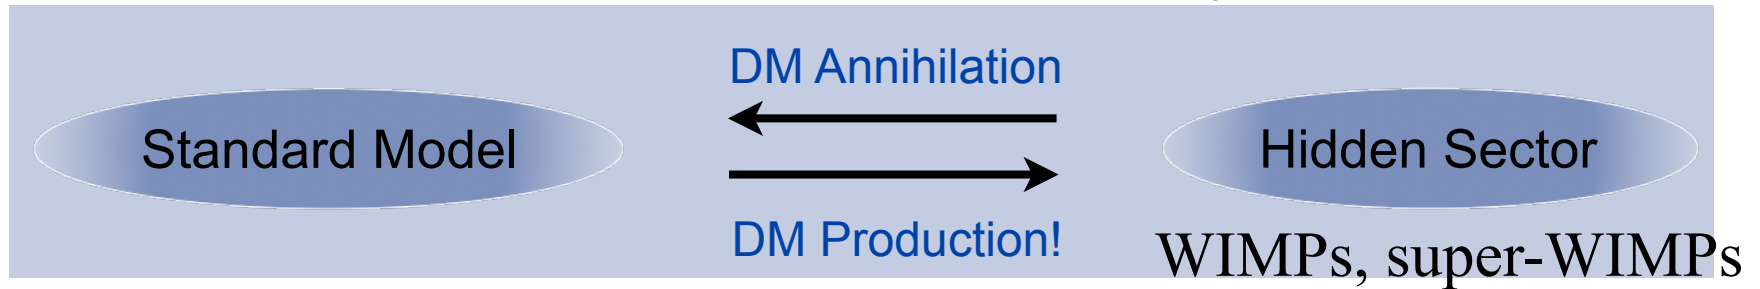 DM Annihilation
Standard Model
Hidden Sector
DM Production!
WIMPs, super-WIMPs